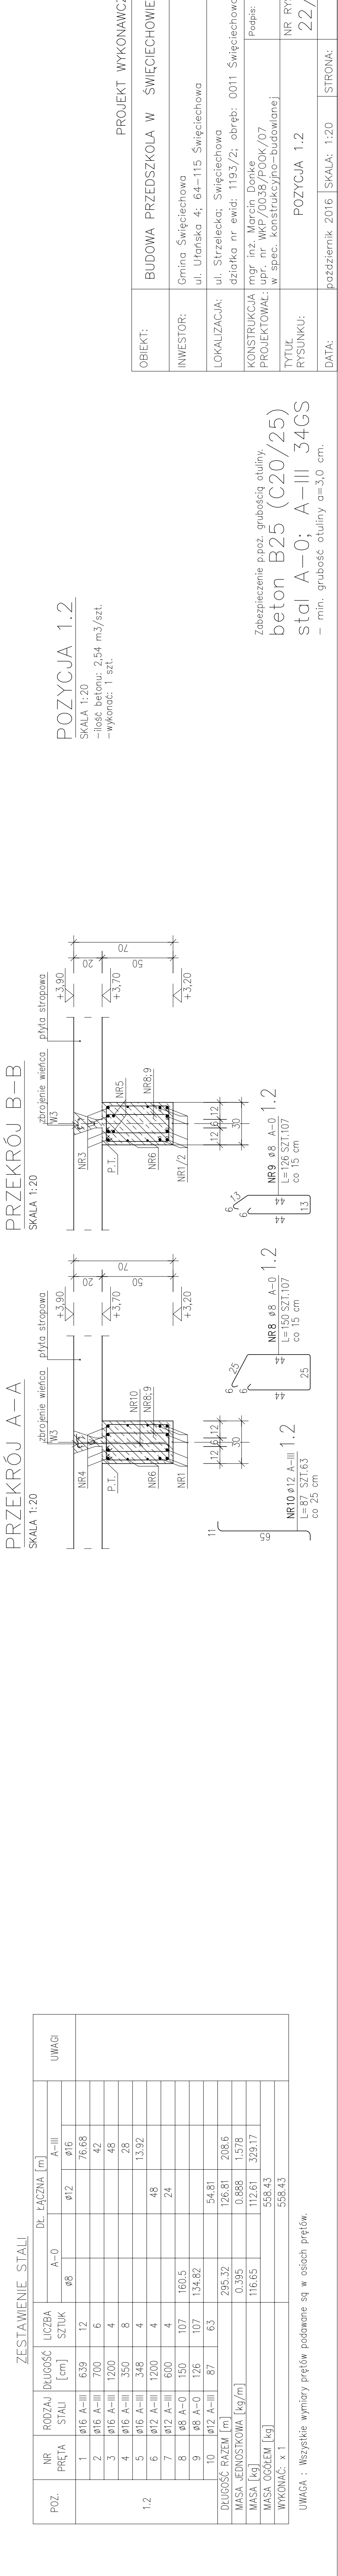 ZESTAWIENIE STALI
POZ. NR PRĘTA RODZAJ STALI DŁUGOŚĆ [cm] LICZBA SZTUK DŁ. ŁĄCZNA [m] UWAGI
A-0 A-III
ø8 ø12 ø16
1.2
1 ø16 A-III 639 12 76.68
2 ø16 A-III 700 6 42
3 ø16 A-III 1200 4 48
4 ø16 A-III 350 8 28
5 ø16 A-III 348 4 13.92
6 ø12 A-III 1200 4 48
7 ø12 A-III 600 4 24
8 ø8 A-0 150 107 160.5
9 ø8 A-0 126 107 134.82
10 ø12 A-III 87 63 54.81
DŁUGOŚĆ RAZEM [m] 295.32 126.81 208.6
MASA JEDNOSTKOWA [kg/m] 0.395 0.888 1.578
MASA [kg] 116.65 112.61 329.17
MASA OGÓŁEM [kg] 558.43
WYKONAĆ: x 1 558.43
UWAGA : Wszystkie wymiary prętów podawane są w osiach prętów.
PRZEKRÓJ A-A
SKALA 1:20
zbrojenie wieńca
W3
płyta stropowa
NR4
P.T.
NR10
NR8;9
NR6
NR1
+3,90
+3,70
+3,20
20
50
70
12 6 12
30
11
65
NR10 ø12 A-III 1.2
L=87 SZT.63
co 25 cm
6
25
6
44
44
25
NR8 ø8 A-0 1.2
L=150 SZT.107
co 15 cm
PRZEKRÓJ B-B
SKALA 1:20
zbrojenie wieńca
W3
płyta stropowa
NR3
P.T.
NR5
NR8;9
NR6
NR1/2
+3,90
+3,70
+3,20
20
50
70
12 6 12
30
6
13
6
44
44
13
NR9 ø8 A-0 1.2
L=126 SZT.107
co 15 cm
POZYCJA 1.2
SKALA 1:20
-ilość betonu: 2,54 m3/szt.
-wykonać: 1 szt.
Zabezpieczenie p.poż. grubością otuliny.
beton B25 (C20/25)
stal A-0; A-III 34GS
- min. grubość otuliny a=3,0 cm.
PROJEKT WYKONAWCZ
OBIEKT: BUDOWA PRZEDSZKOLA W ŚWIĘCIECHOWIE
INWESTOR: Gmina Święciechowa
ul. Ułańska 4; 64-115 Święciechowa
LOKALIZACJA: ul. Strzelecka; Święciechowa
działka nr ewid: 1193/2; obręb: 0011 Święciechowa
KONSTRUKCJA PROJEKTOWAŁ: mgr inż. Marcin Donke
upr. nr WKP/0038/POOK/07
w spec. konstrukcyjno-budowlanej
Podpis:
TYTUŁ RYSUNKU: POZYCJA 1.2
NR RYS
22/
DATA: październik 2016 SKALA: 1:20 STRONA: